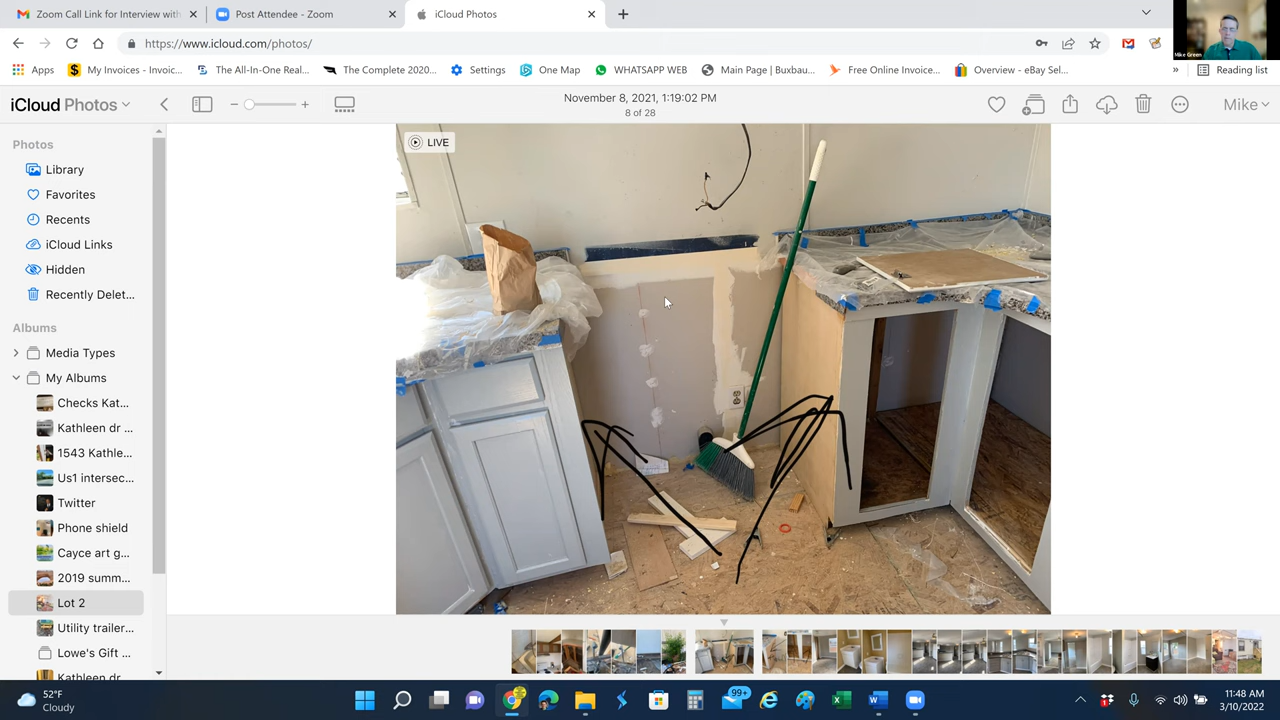 Zoom Call Link for Interview with
Post Attendee - Zoom
iCloud Photos
https://www.icloud.com/photos/
Mike Green
Apps
My Invoices - Invoic...
The All-In-One Real...
The Complete 2020...
Settings
One Map
WHATSAPP WEB
Main Page | Buxbau...
Free Online Invoice...
Overview - eBay Sel...
»
Reading list
iCloud Photos
November 8, 2021, 1:19:02 PM
8 of 28
Mike
Photos
LIVE
Library
Favorites
Recents
iCloud Links
Hidden
Recently Delet...
Albums
Media Types
My Albums
Checks Kat...
Kathleen dr ...
1543 Kathle...
Us1 intersec...
Twitter
Phone shield
Cayce art g...
2019 summ...
Lot 2
Utility trailer...
Lowe's Gift ...
Kathleen dr ...
52°F
Cloudy
99+
11:48 AM
3/10/2022